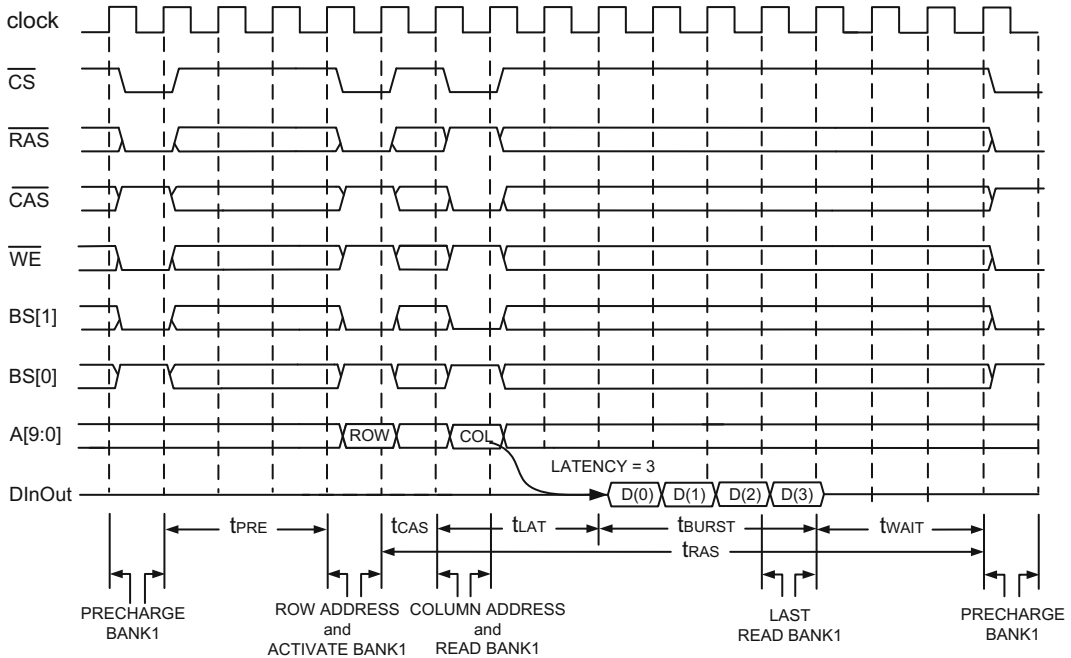 clock
CS
RAS
CAS
WE
BS[1]
BS[0]
A[9:0]
ROW
COL
LATENCY = 3
DInOut
D(0)
D(1)
D(2)
D(3)
tPRE
tCAS
tLAT
tBURST
tWAIT
tRAS
PRECHARGE
BANK1
ROW ADDRESS
and
ACTIVATE BANK1
COLUMN ADDRESS
and
READ BANK1
LAST
READ BANK1
PRECHARGE
BANK1